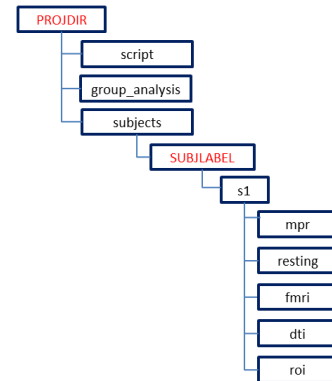 PROJDIR
script
group_analysis
subjects
SUBJLABEL
s1
mpr
resting
fmri
dti
roi